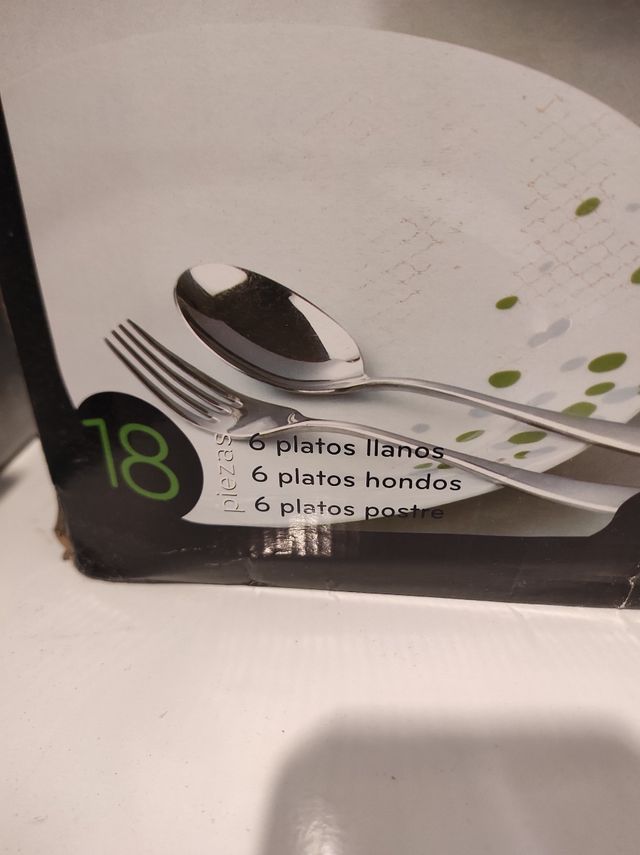 18
piezas
6 platos llanos
6 platos hondos
6 platos postre